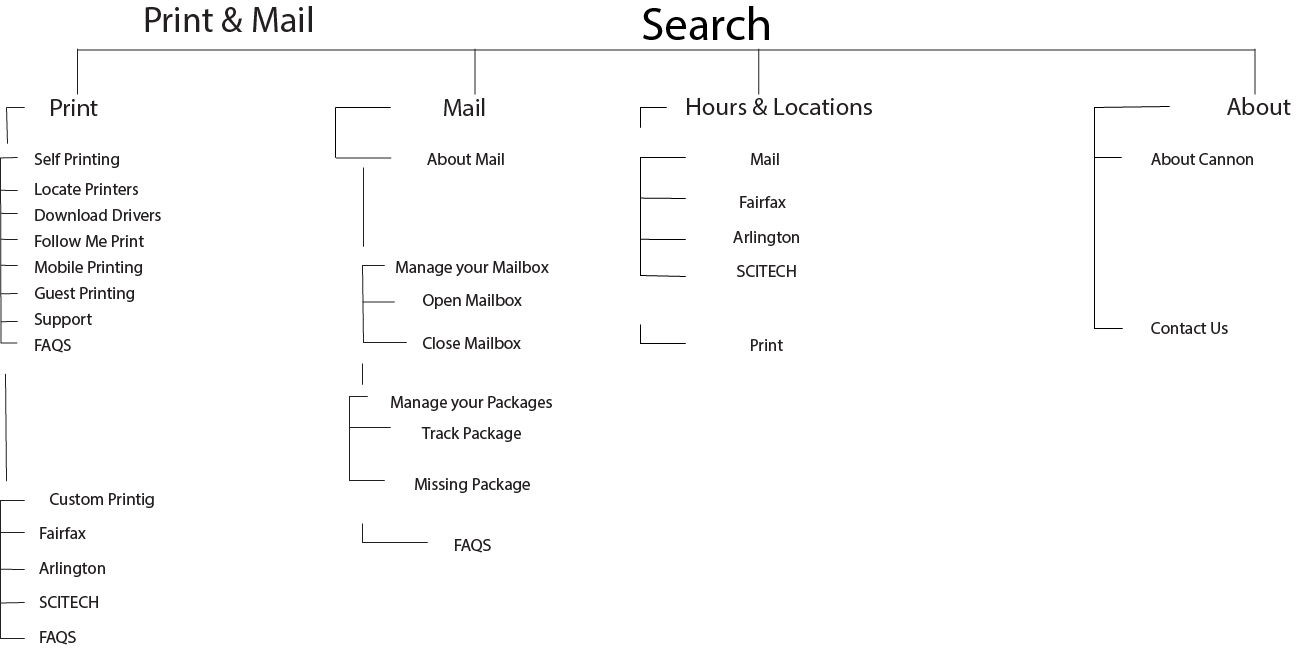 Print & Mail
Search
Print
Self Printing
Locate Printers
Download Drivers
Follow Me Print
Mobile Printing
Guest Printing
Support
FAQS
Custom Printig
Fairfax
Arlington
SCITECH
FAQS
Mail
About Mail
Manage your Mailbox
Open Mailbox
Close Mailbox
Manage your Packages
Track Package
Missing Package
FAQS
Hours & Locations
Mail
Fairfax
Arlington
SCITECH
Print
About
About Cannon
Contact Us